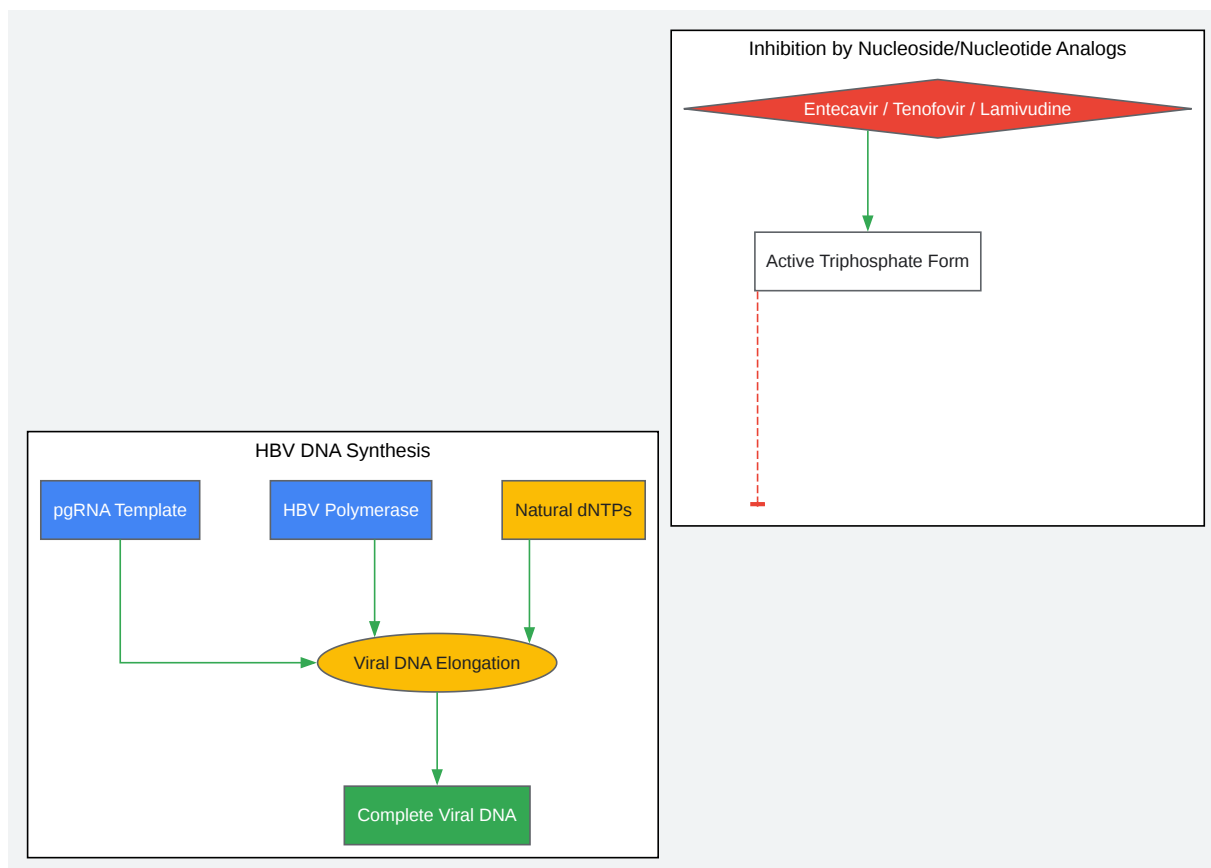 Inhibition by Nucleoside/Nucleotide Analogs
Entecavir / Tenofovir / Lamivudine
Active Triphosphate Form
HBV DNA Synthesis
pgRNA Template
HBV Polymerase
Natural dNTPs
Viral DNA Elongation
Complete Viral DNA